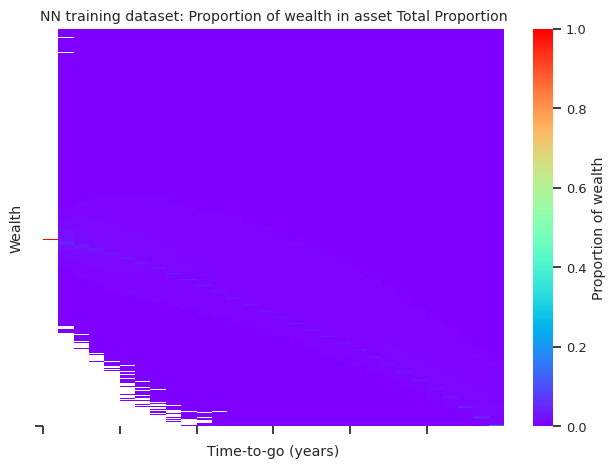 NN training dataset: Proportion of wealth in asset Total Proportion
Wealth
Time-to-go (years)
1.0
0.8
0.6
0.4
0.2
0.0
Proportion of wealth